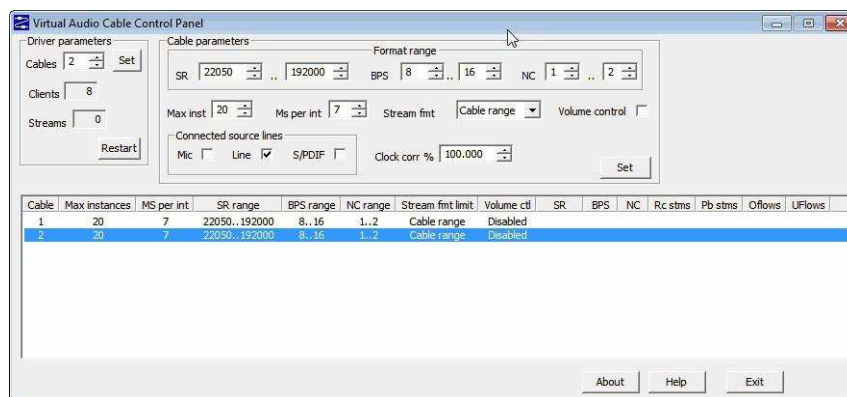 Virtual Audio Cable Control Panel
Driver parameters
Cables 2 Set
Clients 8
Streams 0
Restart
Cable parameters
Format range
SR 22050 .. 192000 BPS 8 .. 16 NC 1 .. 2
Max inst 20 Ms per int 7 Stream fmt Cable range Volume control
Connected source lines
Mic Line S/PDIF Clock corr % 100.000
Set
Cable Max instances MS per int SR range BPS range NC range Stream fmt limit Volume ctl SR BPS NC Rc stms Pb stms Oflows UFlows
1 20 7 22050..192000 8..16 1..2 Cable range Disabled
2 20 7 22050..192000 8..16 1..2 Cable range Disabled
About Help Exit